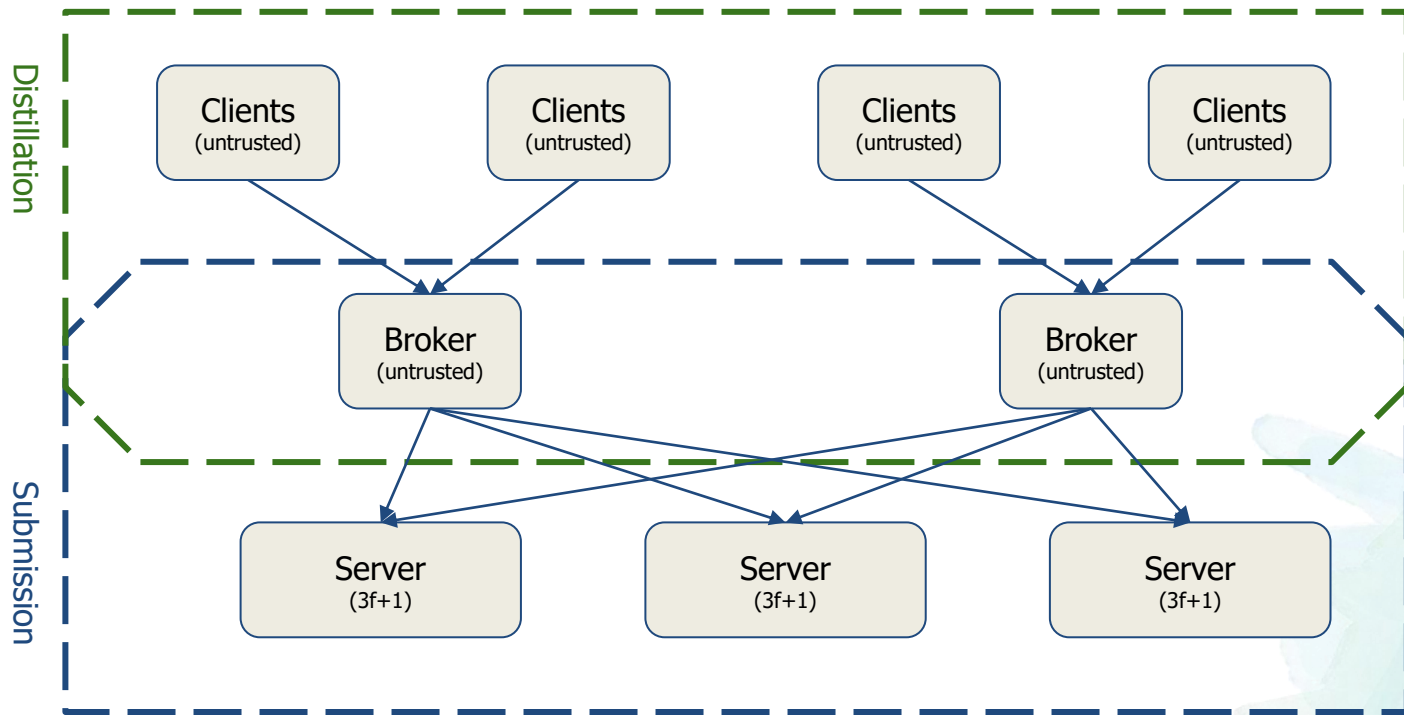 Distillation
Clients
(untrusted)
Clients
(untrusted)
Clients
(untrusted)
Clients
(untrusted)
Broker
(untrusted)
Broker
(untrusted)
Submission
Server
(3f+1)
Server
(3f+1)
Server
(3f+1)